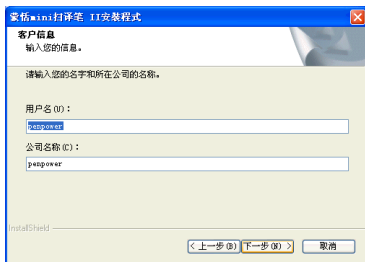 蒙恬mini扫译笔 II安装程式
客户信息
输入您的信息。
请输入您的名字和所在公司的名称。
用户名(U)：
penpower
公司名称(C)：
penpower
InstallShield
< 上一步(B) 下一步(N) > 取消